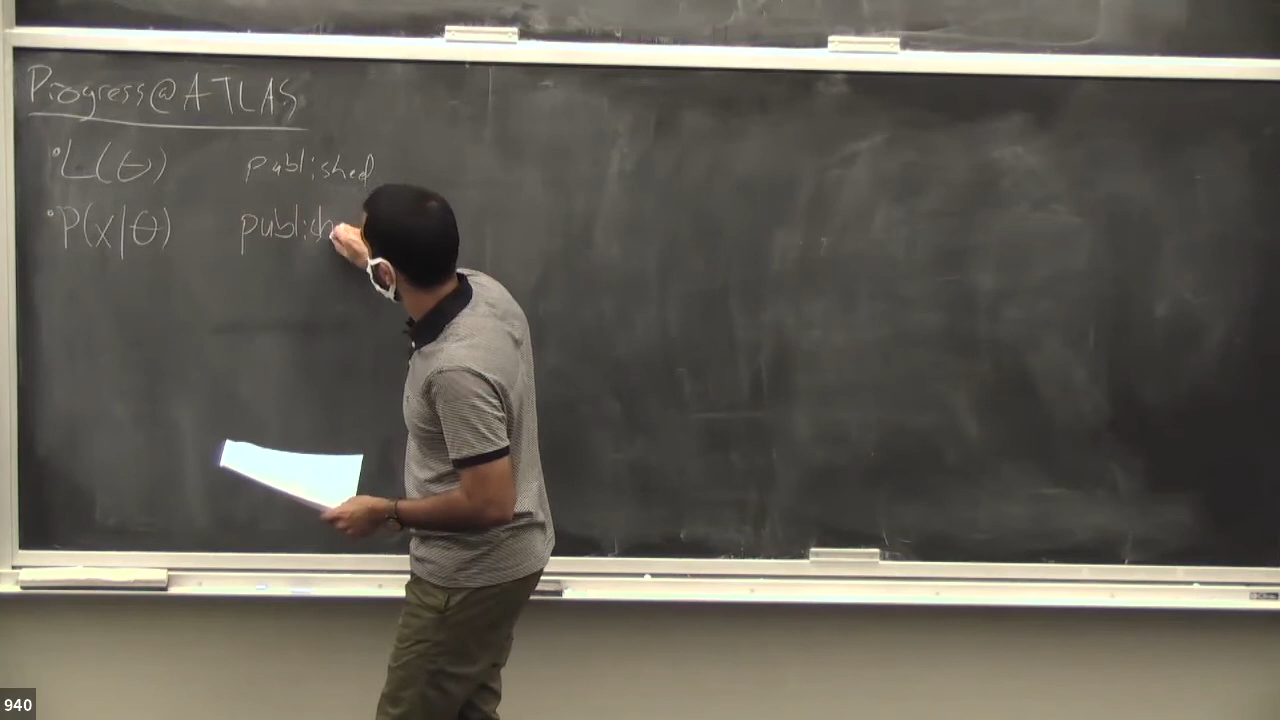 Progress@ATLAS
• L(θ) published
• P(x|θ) publish
940